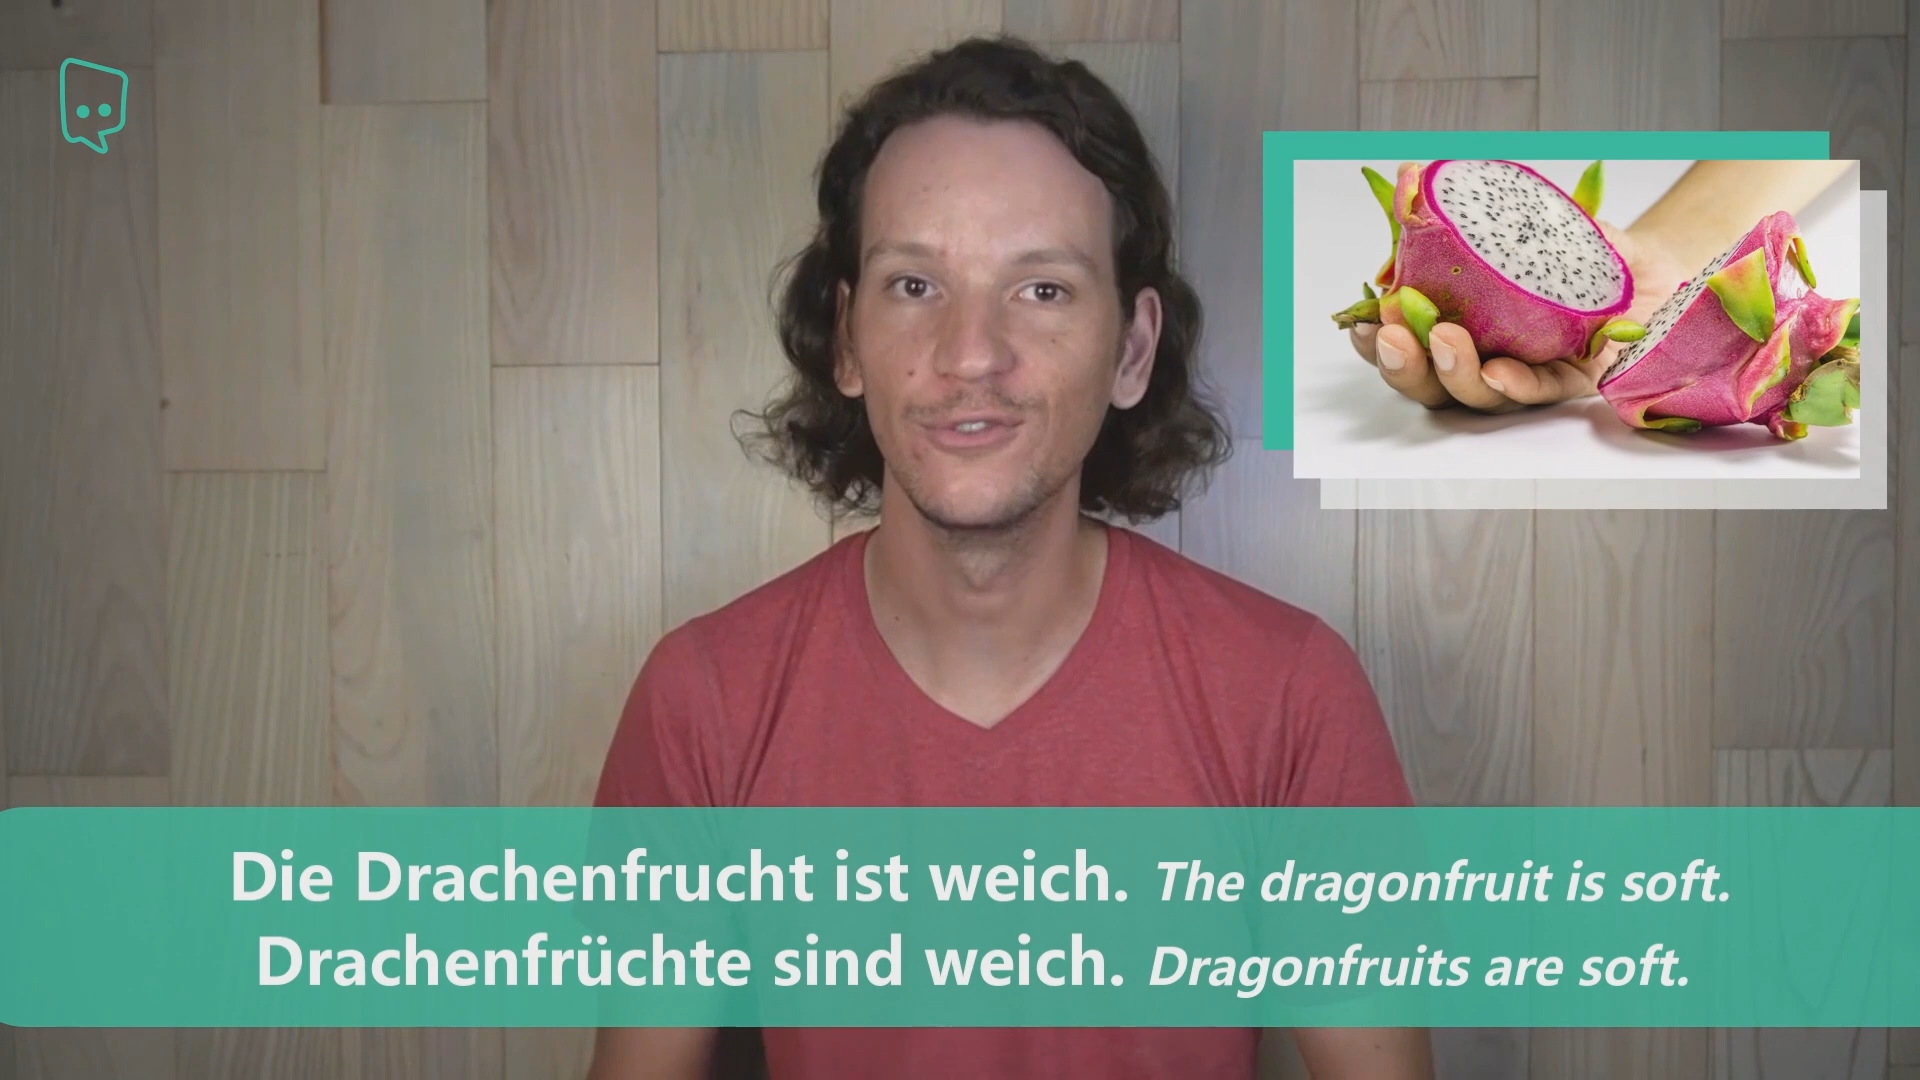 Die Drachenfrucht ist weich. The dragonfruit is soft.
Drachenfrüchte sind weich. Dragonfruits are soft.